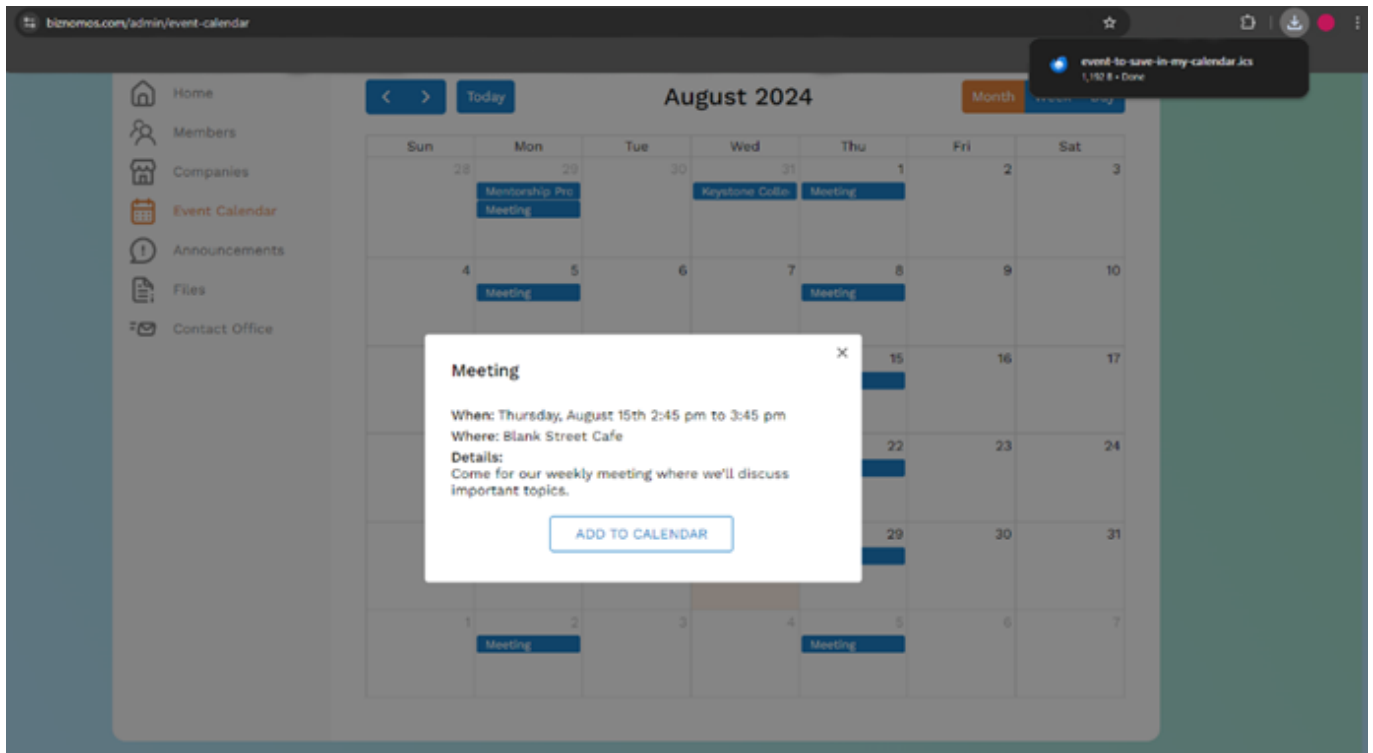 biznomos.com/admin/event-calendar
event-to-save-in-my-calendar.ics
1,192 B • Done
Home
Members
Companies
Event Calendar
Announcements
Files
Contact Office
Today
August 2024
Month Week Day
Sun Mon Tue Wed Thu Fri Sat
28 29 30 31 1 2 3
Mentorship Pro Keystone Colle Meeting
Meeting
4 5 6 7 8 9 10
Meeting Meeting
15 16 17
22 23 24
29 30 31
Meeting
When: Thursday, August 15th 2:45 pm to 3:45 pm
Where: Blank Street Cafe
Details:
Come for our weekly meeting where we'll discuss
important topics.
ADD TO CALENDAR
1 2 3 4 5 6 7
Meeting Meeting